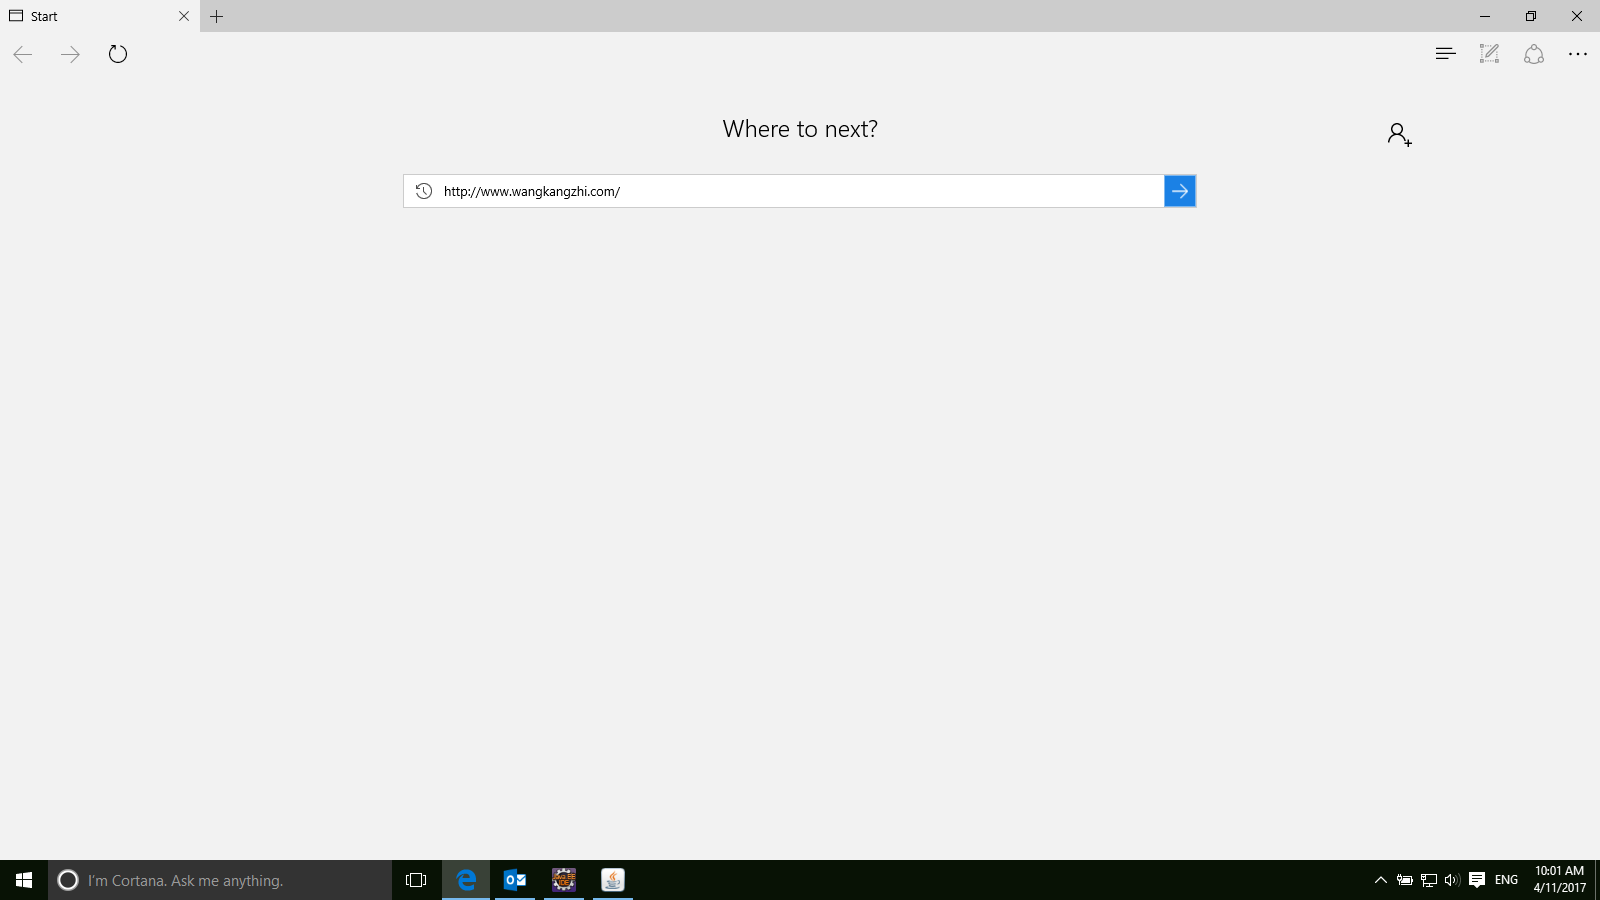 Start
Where to next?
http://www.wangkangzhi.com/
I'm Cortana. Ask me anything.
ENG
10:01 AM
4/11/2017